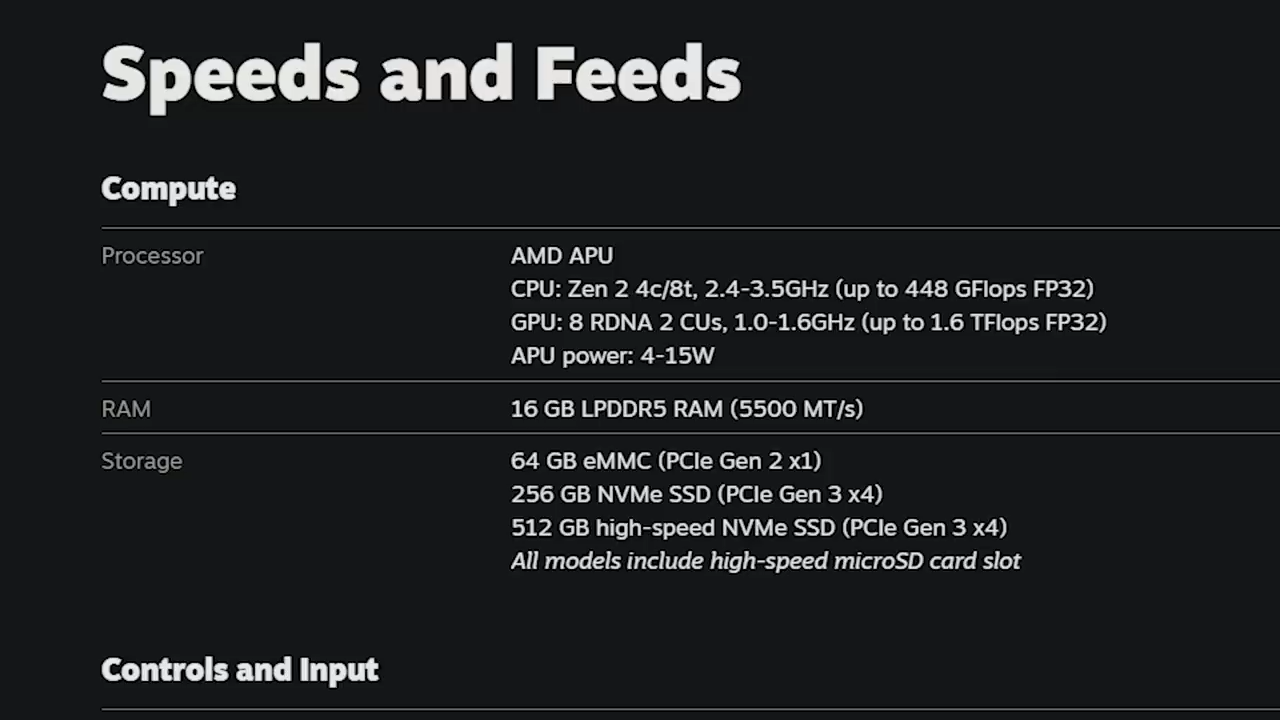 Speeds and Feeds
Compute
Processor
AMD APU
CPU: Zen 2 4c/8t, 2.4-3.5GHz (up to 448 GFlops FP32)
GPU: 8 RDNA 2 CUs, 1.0-1.6GHz (up to 1.6 TFlops FP32)
APU power: 4-15W
RAM
16 GB LPDDR5 RAM (5500 MT/s)
Storage
64 GB eMMC (PCIe Gen 2 x1)
256 GB NVMe SSD (PCIe Gen 3 x4)
512 GB high-speed NVMe SSD (PCIe Gen 3 x4)
All models include high-speed microSD card slot
Controls and Input